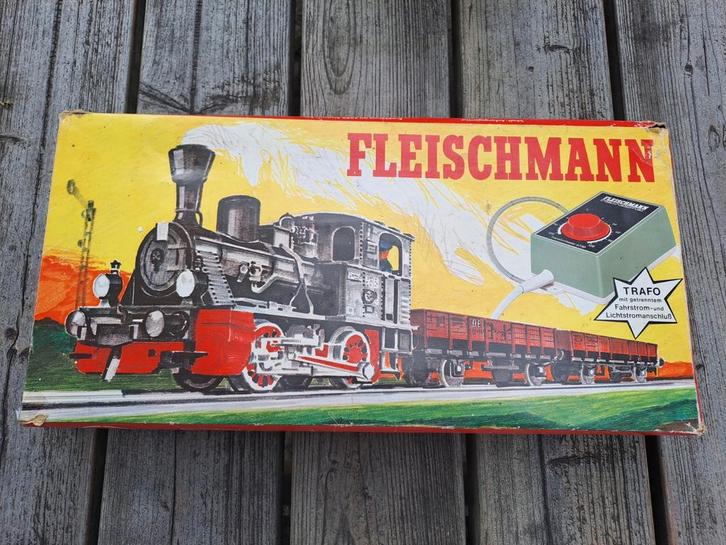 FLEISCHMANN
FLEISCHMANN
TRAFO
mit getrenntem
Fahrstrom-und
Lichtstromanschluß